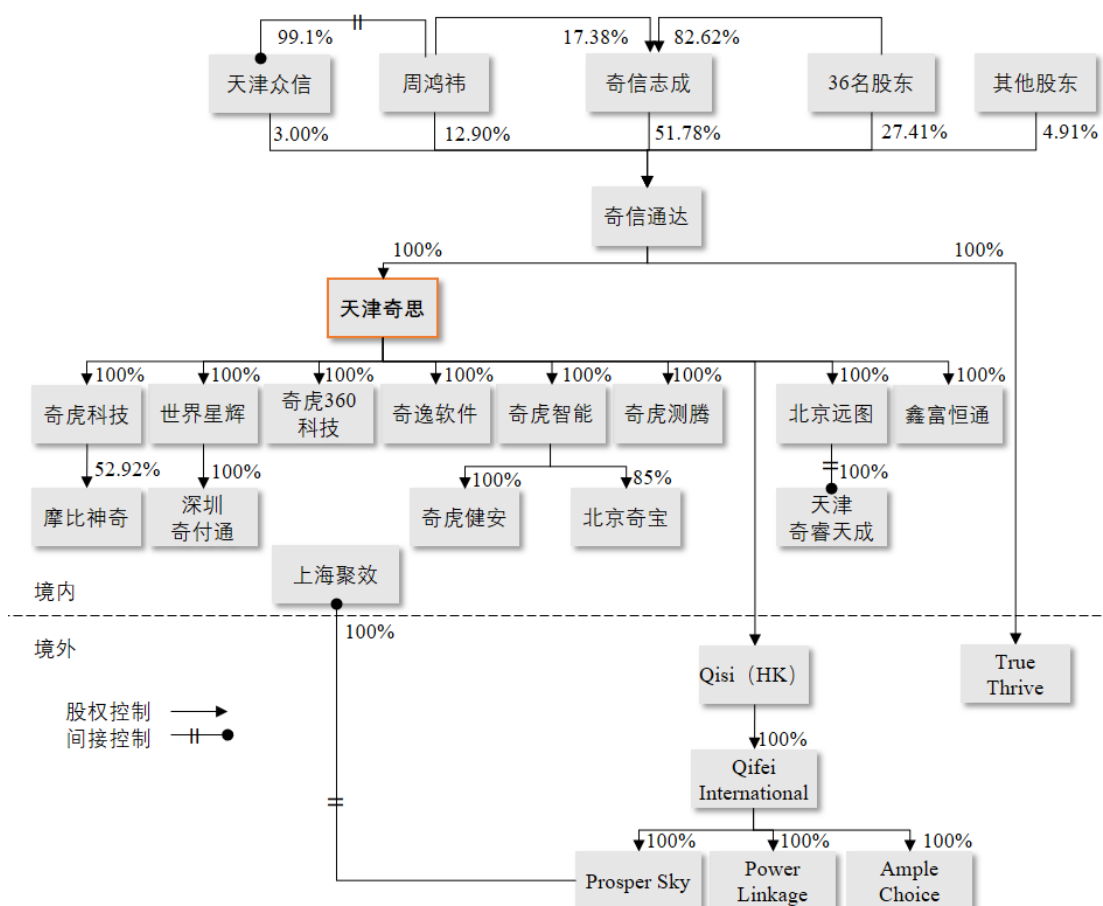 99.1%
17.38%
82.62%
天津众信
周鸿祎
奇信志成
36名股东
其他股东
3.00%
12.90%
51.78%
27.41%
4.91%
奇信通达
100%
100%
天津奇思
100%
100%
100%
100%
100%
100%
100%
100%
奇虎科技
世界星辉
奇虎360
科技
奇逸软件
奇虎智能
奇虎测腾
北京远图
鑫富恒通
52.92%
100%
100%
85%
100%
摩比神奇
深圳
奇付通
奇虎健安
北京奇宝
天津
奇睿天成
上海聚效
境内
100%
境外
Qisi（HK）
True
Thrive
股权控制
间接控制
100%
Qifei
International
100%
100%
100%
Prosper Sky
Power
Linkage
Ample
Choice